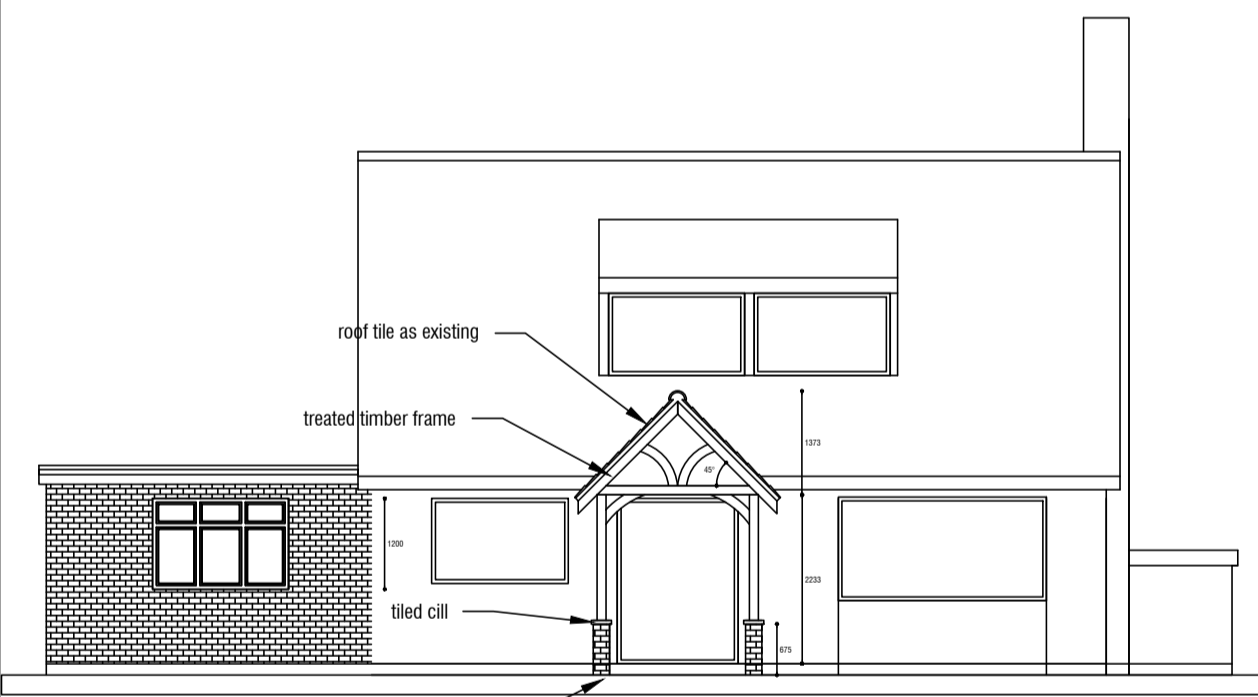 roof tile as existing
treated timber frame
1373
45°
1200
2233
tiled cill
675